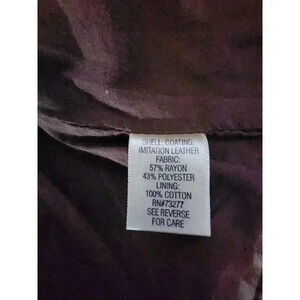 SHELL: COATING:
IMITATION LEATHER
FABRIC:
57% RAYON
43% POLYESTER
LINING:
100% COTTON
RN#73277
SEE REVERSE
FOR CARE